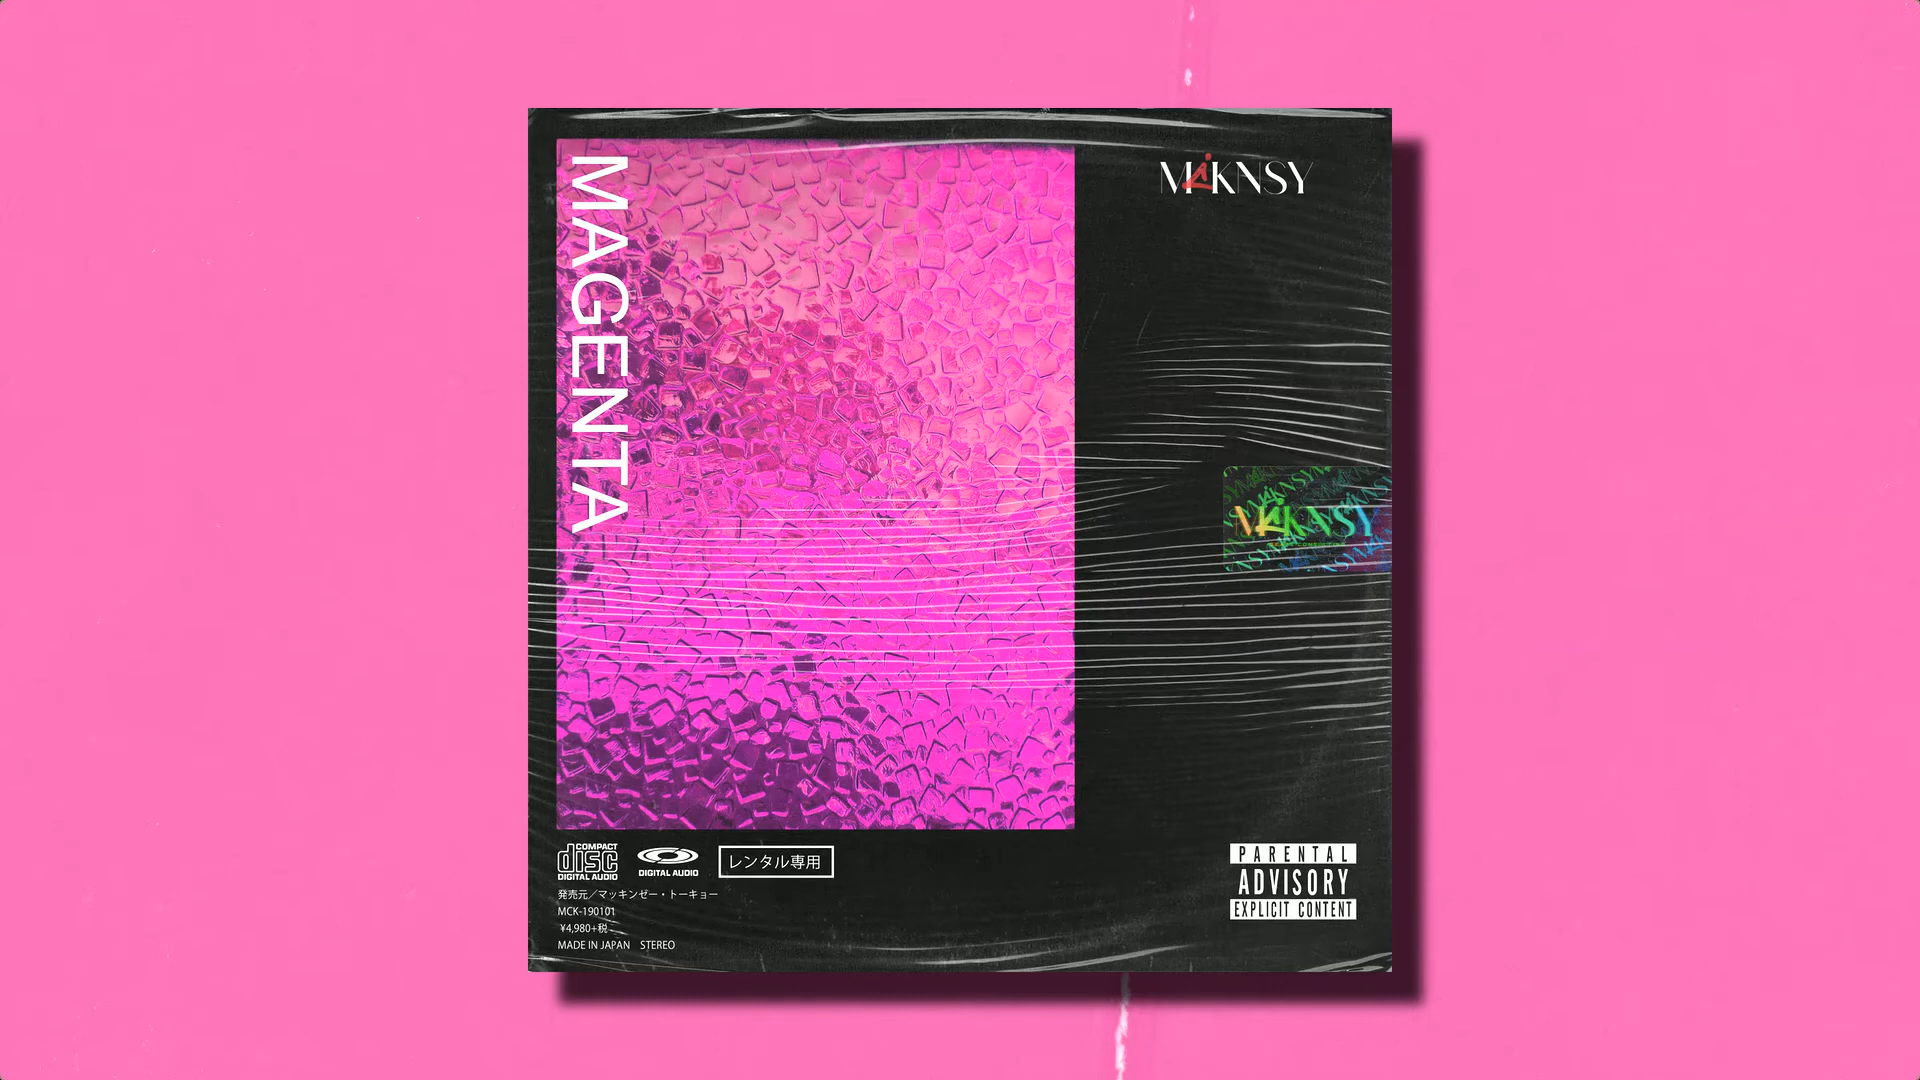 MAGENTA
MCKNSY
MCKNSY
COMPACT
disc
DIGITAL AUDIO
DIGITAL AUDIO
レンタル専用
発売元／マッキンゼー・トーキョー
MCK-190101
¥4,980+税
MADE IN JAPAN STEREO
PARENTAL
ADVISORY
EXPLICIT CONTENT